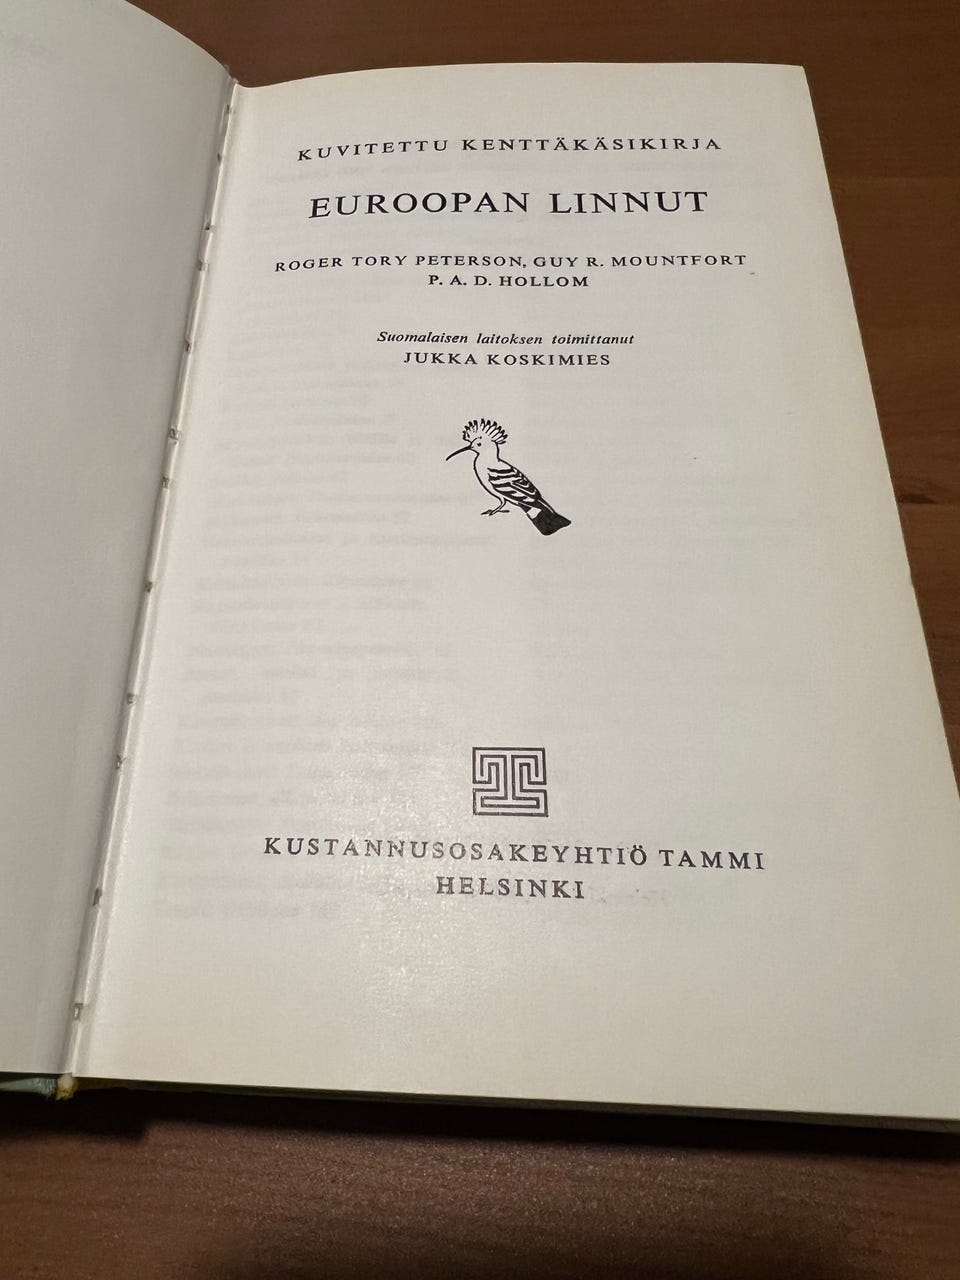 KUVITETTU KENTTÄKÄSIKIRJA
EUROOPAN LINNUT
ROGER TORY PETERSON, GUY R. MOUNTFORT
P. A. D. HOLLOM
Suomalaisen laitoksen toimittanut
JUKKA KOSKIMIES
KUSTANNUSOSAKEYHTIÖ TAMMI
HELSINKI